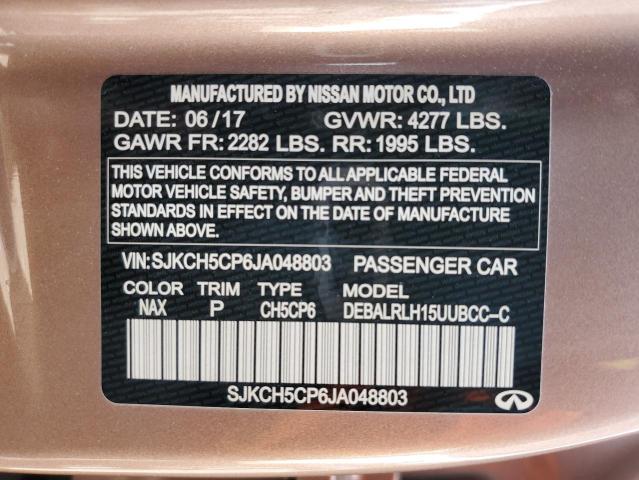 MANUFACTURED BY NISSAN MOTOR CO., LTD
DATE: 06/17 GVWR: 4277 LBS.
GAWR FR: 2282 LBS. RR: 1995 LBS.
THIS VEHICLE CONFORMS TO ALL APPLICABLE FEDERAL
MOTOR VEHICLE SAFETY, BUMPER AND THEFT PREVENTION
STANDARDS IN EFFECT ON THE DATE OF MANUFACTURE
SHOWN ABOVE.
VIN:SJKCH5CP6JA048803 PASSENGER CAR
COLOR TRIM TYPE MODEL
NAX P CH5CP6 DEBALRLH15UUBCC-C
SJKCH5CP6JA048803